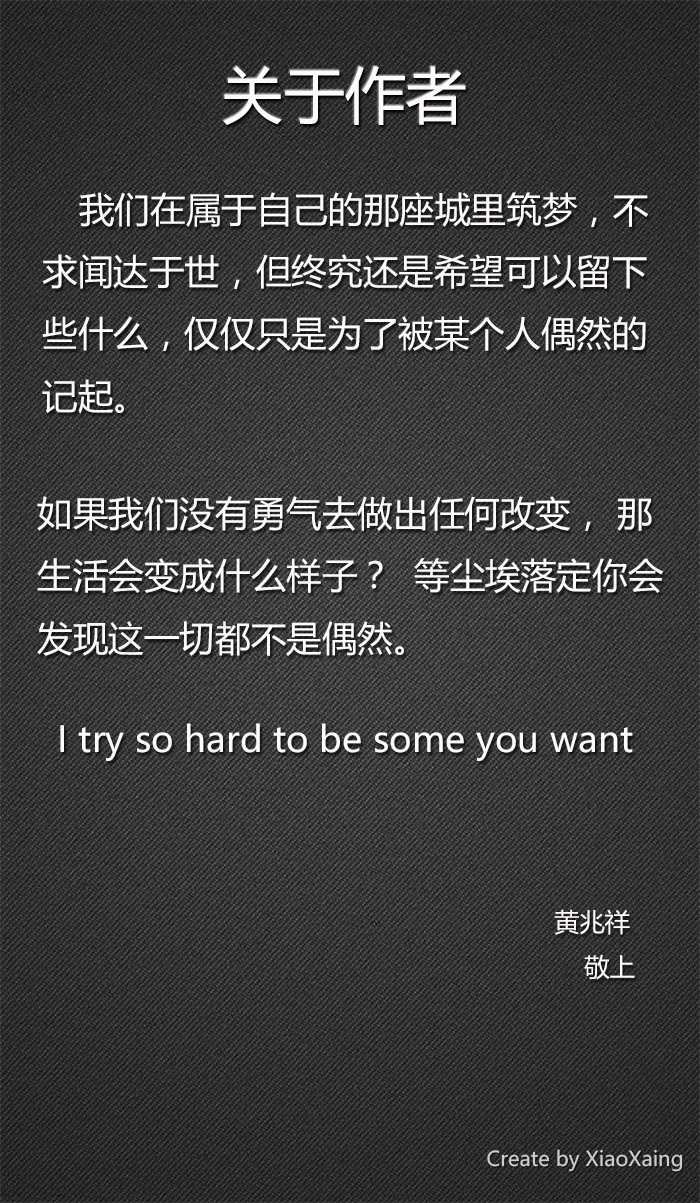 关于作者
我们在属于自己的那座城里筑梦，不
求闻达于世，但终究还是希望可以留下
些什么，仅仅只是为了被某个人偶然的
记起。
如果我们没有勇气去做出任何改变， 那
生活会变成什么样子？ 等尘埃落定你会
发现这一切都不是偶然。
I try so hard to be some you want
黄兆祥
敬上
Create by XiaoXaing